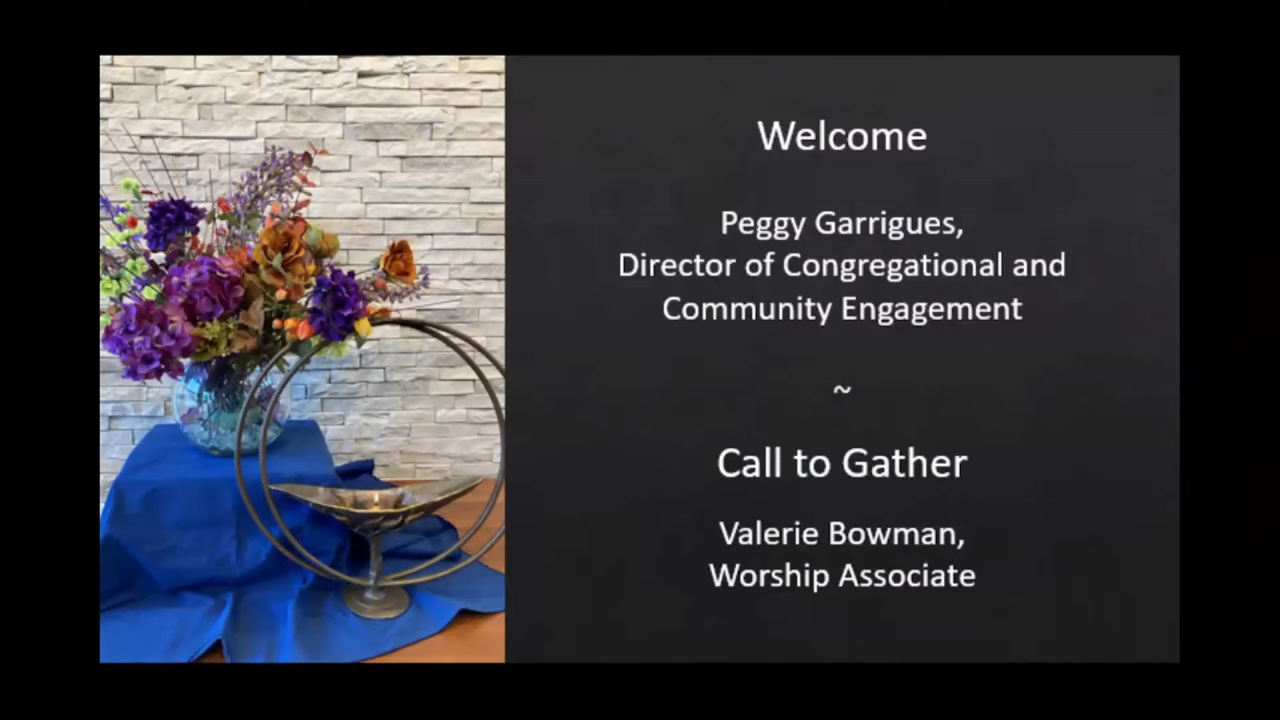 Welcome
Peggy Garrigues,
Director of Congregational and
Community Engagement
~
Call to Gather
Valerie Bowman,
Worship Associate